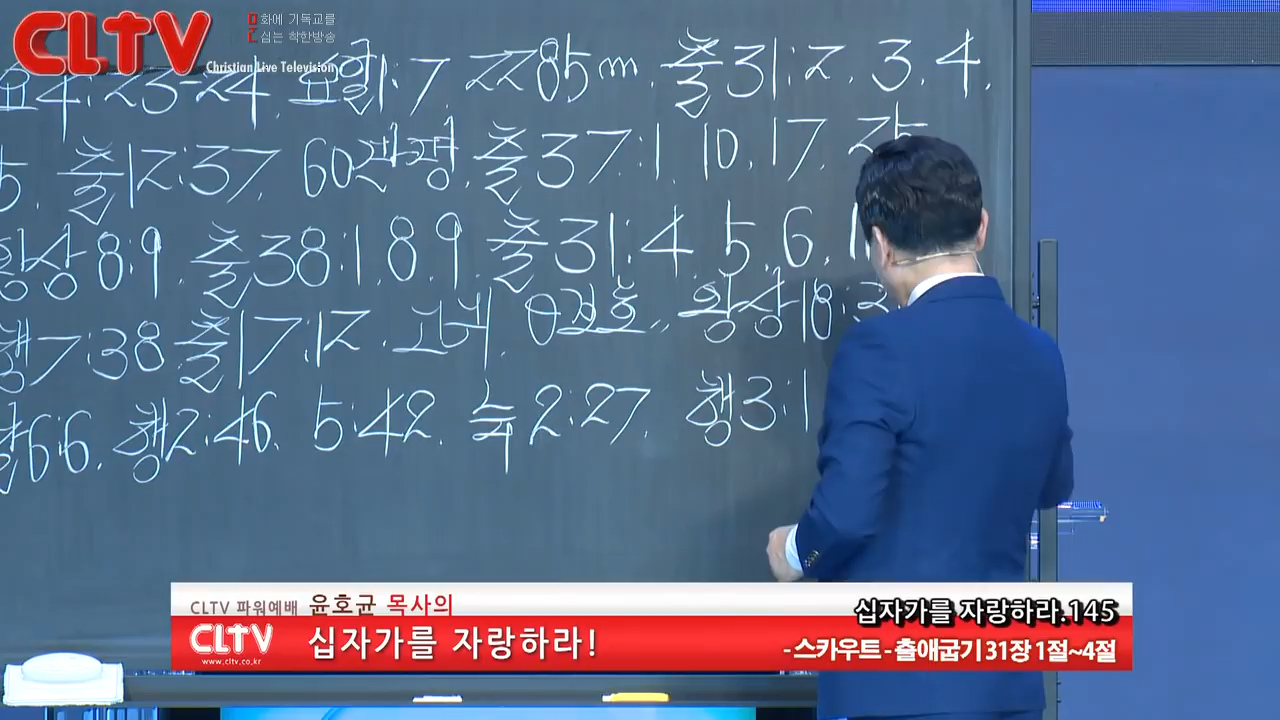 CLTV
문화에 기독교를
심는 착한방송
Christian Live Television
요4:23-24. 요일1:7. 2285m. 출31:2. 3. 4.
5. 출12:37. 60만평. 출37:1 10. 17.
왕상8:9. 출38:1. 8. 9. 출31:4. 5. 6.
행7:38 출17:12. 왕상18:3
6:6. 행2:46. 5:42. 눅2:27. 행3:1
CLTV 파워예배 윤호균 목사의
십자가를 자랑하라.145
CLTV
www.cltv.co.kr
십자가를 자랑하라!
- 스카우트 - 출애굽기 31장 1절~4절